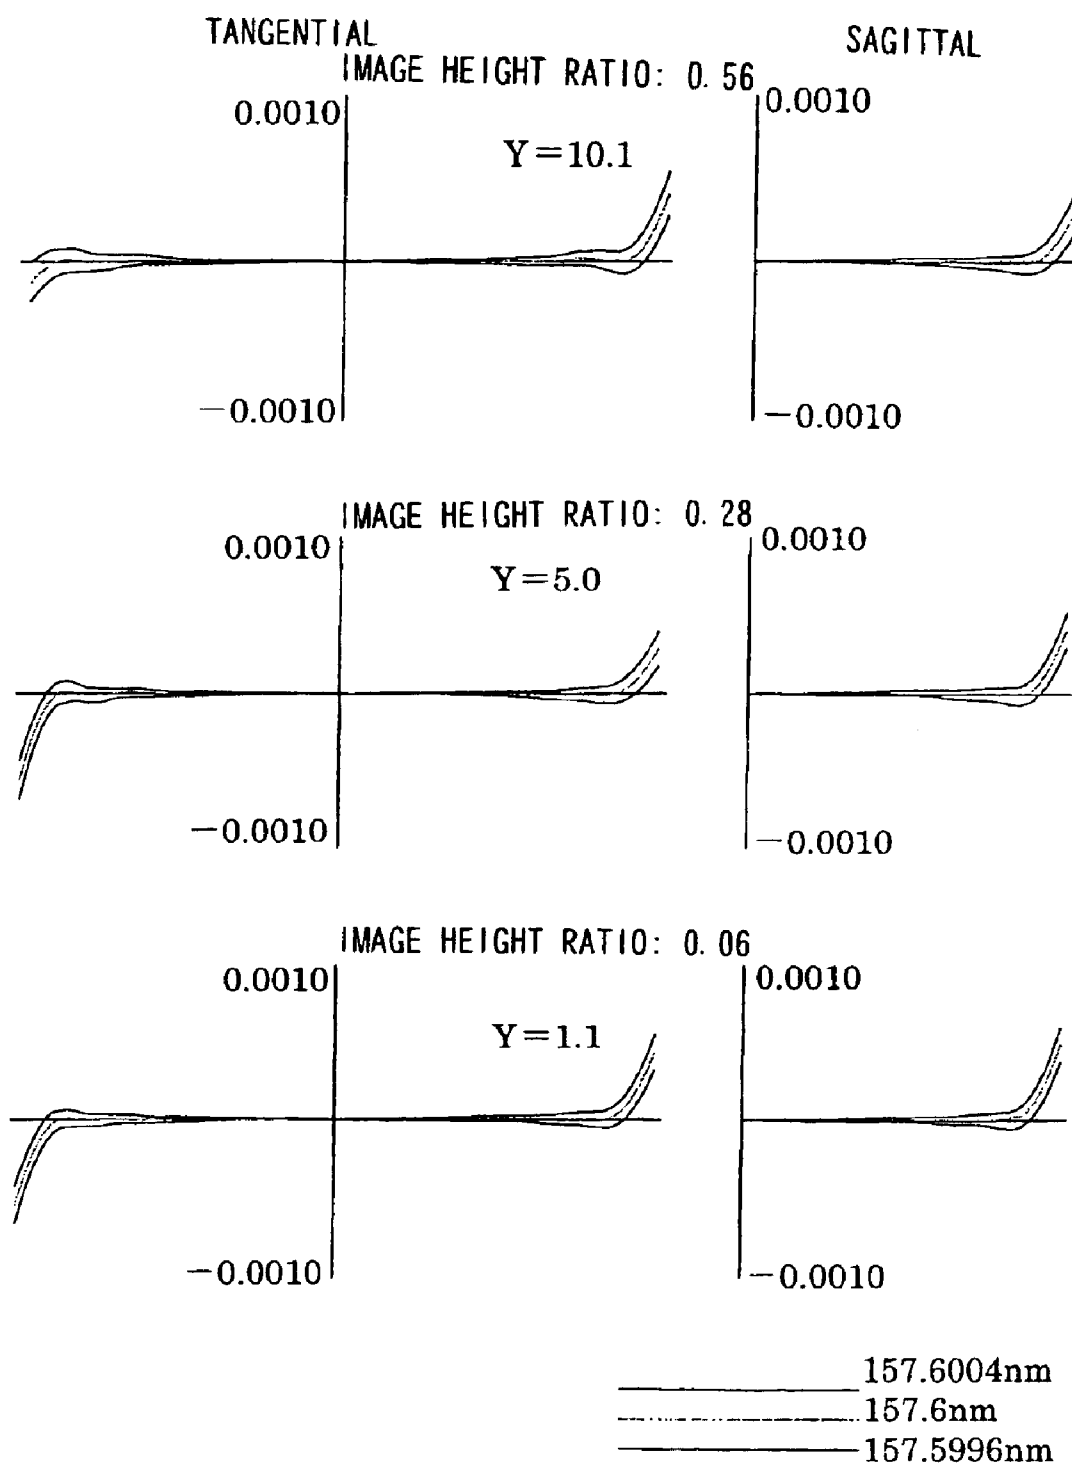 TANGENTIAL
SAGITTAL
IMAGE HEIGHT RATIO: 0.56
0.0010
0.0010
Y=10.1
−0.0010
−0.0010
IMAGE HEIGHT RATIO: 0.28
0.0010
0.0010
Y=5.0
−0.0010
−0.0010
IMAGE HEIGHT RATIO: 0.06
0.0010
0.0010
Y=1.1
−0.0010
−0.0010
157.6004nm
157.6nm
157.5996nm